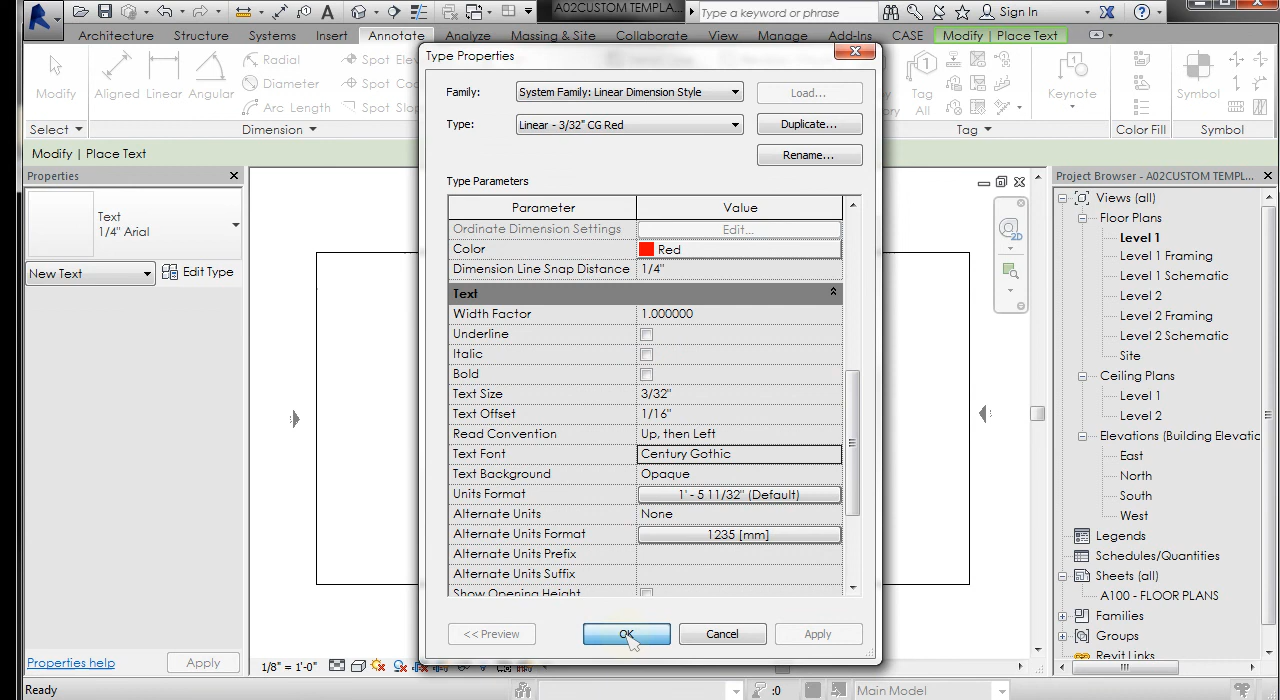 A02CUSTOM TEMPLA...
Type a keyword or phrase
Sign In
Architecture
Structure
Systems
Insert
Annotate
Analyze
Massing & Site
Collaborate
View
Manage
Add-Ins
CASE
Modify | Place Text
Modify
Aligned
Linear
Angular
Radial
Diameter
Arc Length
Spot Elev
Spot Coo
Spot Slop
Tag
All
Keynote
Symbol
Select
Dimension
Tag
Color Fill
Symbol
Modify | Place Text
Properties
Text
1/4" Arial
New Text
Edit Type
Properties help
Apply
Type Properties
Family:
System Family: Linear Dimension Style
Load...
Type:
Linear - 3/32" CG Red
Duplicate...
Rename...
Type Parameters
Parameter
Value
Ordinate Dimension Settings
Edit...
Color
Red
Dimension Line Snap Distance
1/4"
Text
Width Factor
1.000000
Underline
Italic
Bold
Text Size
3/32"
Text Offset
1/16"
Read Convention
Up, then Left
Text Font
Century Gothic
Text Background
Opaque
Units Format
1' - 5 11/32" (Default)
Alternate Units
None
Alternate Units Format
1235 [mm]
Alternate Units Prefix
Alternate Units Suffix
Show Opening Height
<< Preview
OK
Cancel
Apply
2D
Project Browser - A02CUSTOM TEMPL...
Views (all)
Floor Plans
Level 1
Level 1 Framing
Level 1 Schematic
Level 2
Level 2 Framing
Level 2 Schematic
Site
Ceiling Plans
Level 1
Level 2
Elevations (Building Elevatic
East
North
South
West
Legends
Schedules/Quantities
Sheets (all)
A100 - FLOOR PLANS
Families
Groups
Revit Links
1/8" = 1'-0"
Ready
:0
Main Model